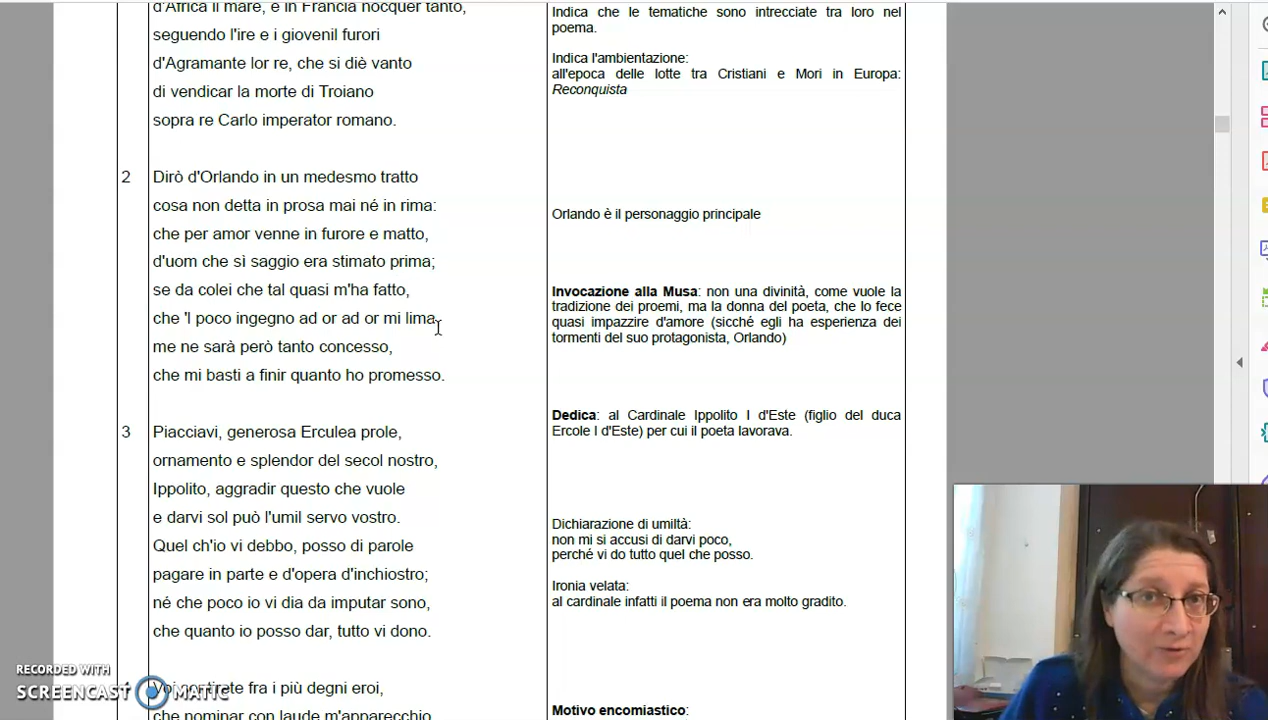 d'Africa il mare, e in Francia nocquer tanto,
seguendo l'ire e i giovenil furori
d'Agramante lor re, che si diè vanto
di vendicar la morte di Troiano
sopra re Carlo imperator romano.
2
Dirò d'Orlando in un medesmo tratto
cosa non detta in prosa mai né in rima:
che per amor venne in furore e matto,
d'uom che sì saggio era stimato prima;
se da colei che tal quasi m'ha fatto,
che 'l poco ingegno ad or ad or mi lima,
me ne sarà però tanto concesso,
che mi basti a finir quanto ho promesso.
3
Piacciavi, generosa Erculea prole,
ornamento e splendor del secol nostro,
Ippolito, aggradir questo che vuole
e darvi sol può l'umil servo vostro.
Quel ch'io vi debbo, posso di parole
pagare in parte e d'opera d'inchiostro;
né che poco io vi dia da imputar sono,
che quanto io posso dar, tutto vi dono.
Voi sentirete fra i più degni eroi,
che nominar con laude m'apparecchio
Indica che le tematiche sono intrecciate tra loro nel
poema.
Indica l'ambientazione:
all'epoca delle lotte tra Cristiani e Mori in Europa:
Reconquista
Orlando è il personaggio principale
Invocazione alla Musa: non una divinità, come vuole la
tradizione dei proemi, ma la donna del poeta, che lo fece
quasi impazzire d'amore (sicché egli ha esperienza dei
tormenti del suo protagonista, Orlando)
Dedica: al Cardinale Ippolito I d'Este (figlio del duca
Ercole I d'Este) per cui il poeta lavorava.
Dichiarazione di umiltà:
non mi si accusi di darvi poco,
perché vi do tutto quel che posso.
Ironia velata:
al cardinale infatti il poema non era molto gradito.
Motivo encomiastico:
RECORDED WITH
SCREENCAST MATIC